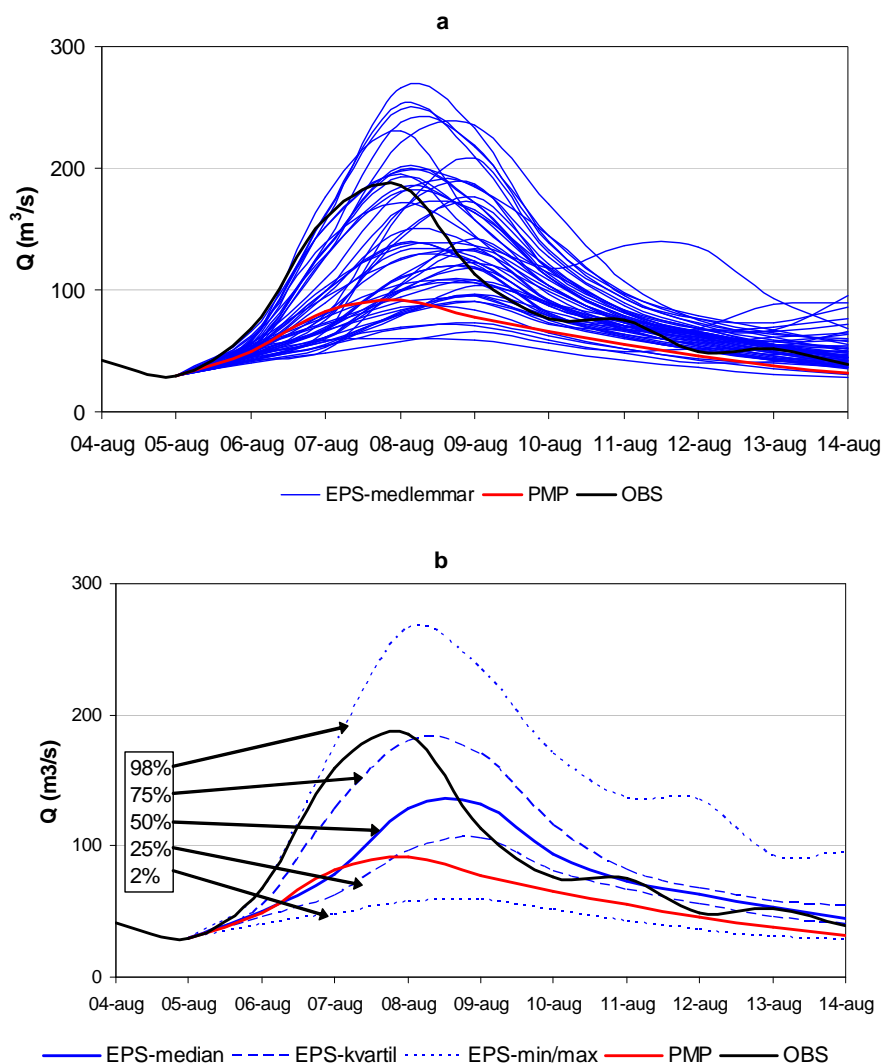 a
300
200
100
0
Q (m³/s)
04-aug 05-aug 06-aug 07-aug 08-aug 09-aug 10-aug 11-aug 12-aug 13-aug 14-aug
EPS-medlemmar PMP OBS
b
300
200
100
0
Q (m3/s)
98%
75%
50%
25%
2%
04-aug 05-aug 06-aug 07-aug 08-aug 09-aug 10-aug 11-aug 12-aug 13-aug 14-aug
EPS-median EPS-kvartil EPS-min/max PMP OBS